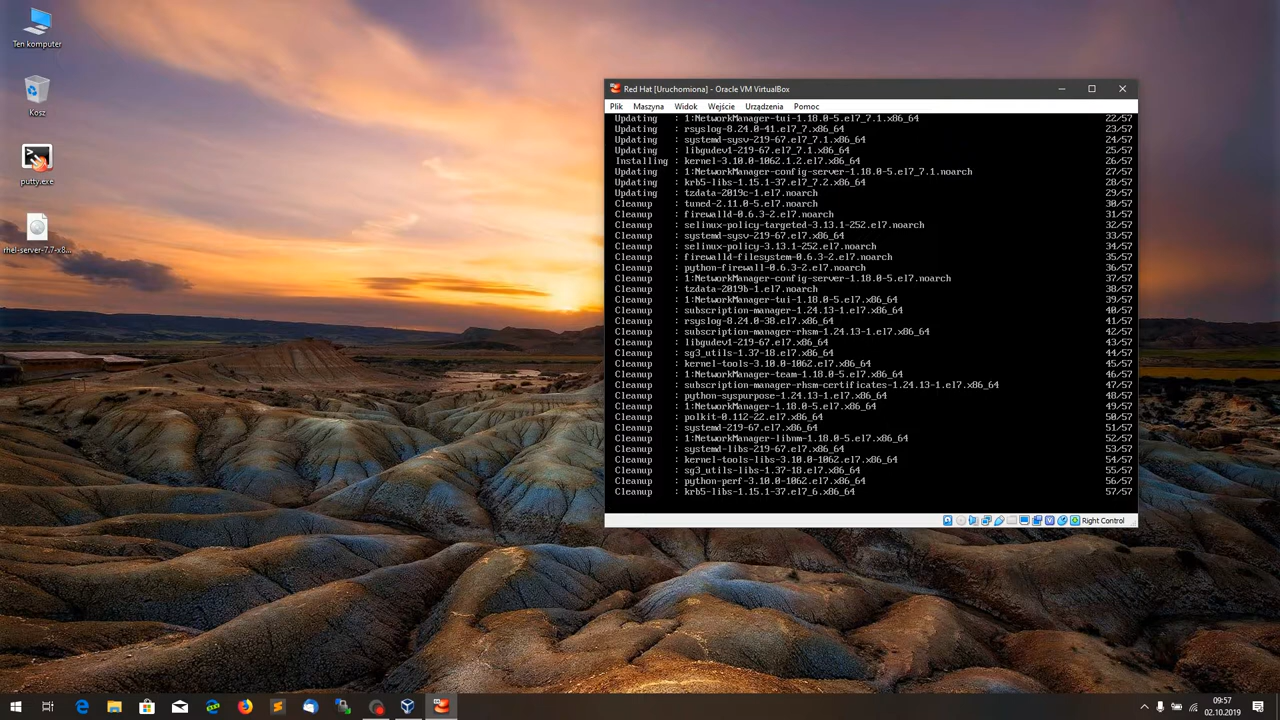 Ten komputer
Kosz
putty.exe
rhel-server-7.7-x8...
Red Hat [Uruchomiona] - Oracle VM VirtualBox
Plik Maszyna Widok Wejście Urządzenia Pomoc
Updating : 1:NetworkManager-tui-1.18.0-5.el7_7.1.x86_64 22/57
Updating : rsyslog-8.24.0-41.el7_7.x86_64 23/57
Updating : systemd-sysv-219-67.el7_7.1.x86_64 24/57
Updating : libgudev1-219-67.el7_7.1.x86_64 25/57
Installing : kernel-3.10.0-1062.1.2.el7.x86_64 26/57
Updating : 1:NetworkManager-config-server-1.18.0-5.el7_7.1.noarch 27/57
Updating : krb5-libs-1.15.1-37.el7_7.2.x86_64 28/57
Updating : tzdata-2019c-1.el7.noarch 29/57
Cleanup : tuned-2.11.0-5.el7.noarch 30/57
Cleanup : firewalld-0.6.3-2.el7.noarch 31/57
Cleanup : selinux-policy-targeted-3.13.1-252.el7.noarch 32/57
Cleanup : systemd-sysv-219-67.el7.x86_64 33/57
Cleanup : selinux-policy-3.13.1-252.el7.noarch 34/57
Cleanup : firewalld-filesystem-0.6.3-2.el7.noarch 35/57
Cleanup : python-firewall-0.6.3-2.el7.noarch 36/57
Cleanup : 1:NetworkManager-config-server-1.18.0-5.el7.noarch 37/57
Cleanup : tzdata-2019b-1.el7.noarch 38/57
Cleanup : 1:NetworkManager-tui-1.18.0-5.el7.x86_64 39/57
Cleanup : subscription-manager-1.24.13-1.el7.x86_64 40/57
Cleanup : rsyslog-8.24.0-38.el7.x86_64 41/57
Cleanup : subscription-manager-rhsm-1.24.13-1.el7.x86_64 42/57
Cleanup : libgudev1-219-67.el7.x86_64 43/57
Cleanup : sg3_utils-1.37-18.el7.x86_64 44/57
Cleanup : kernel-tools-3.10.0-1062.el7.x86_64 45/57
Cleanup : 1:NetworkManager-team-1.18.0-5.el7.x86_64 46/57
Cleanup : subscription-manager-rhsm-certificates-1.24.13-1.el7.x86_64 47/57
Cleanup : python-syspurpose-1.24.13-1.el7.x86_64 48/57
Cleanup : 1:NetworkManager-1.18.0-5.el7.x86_64 49/57
Cleanup : polkit-0.112-22.el7.x86_64 50/57
Cleanup : systemd-219-67.el7.x86_64 51/57
Cleanup : 1:NetworkManager-libnm-1.18.0-5.el7.x86_64 52/57
Cleanup : systemd-libs-219-67.el7.x86_64 53/57
Cleanup : kernel-tools-libs-3.10.0-1062.el7.x86_64 54/57
Cleanup : sg3_utils-libs-1.37-18.el7.x86_64 55/57
Cleanup : python-perf-3.10.0-1062.el7.x86_64 56/57
Cleanup : krb5-libs-1.15.1-37.el7_6.x86_64 57/57
Right Control
09:57
02.10.2019